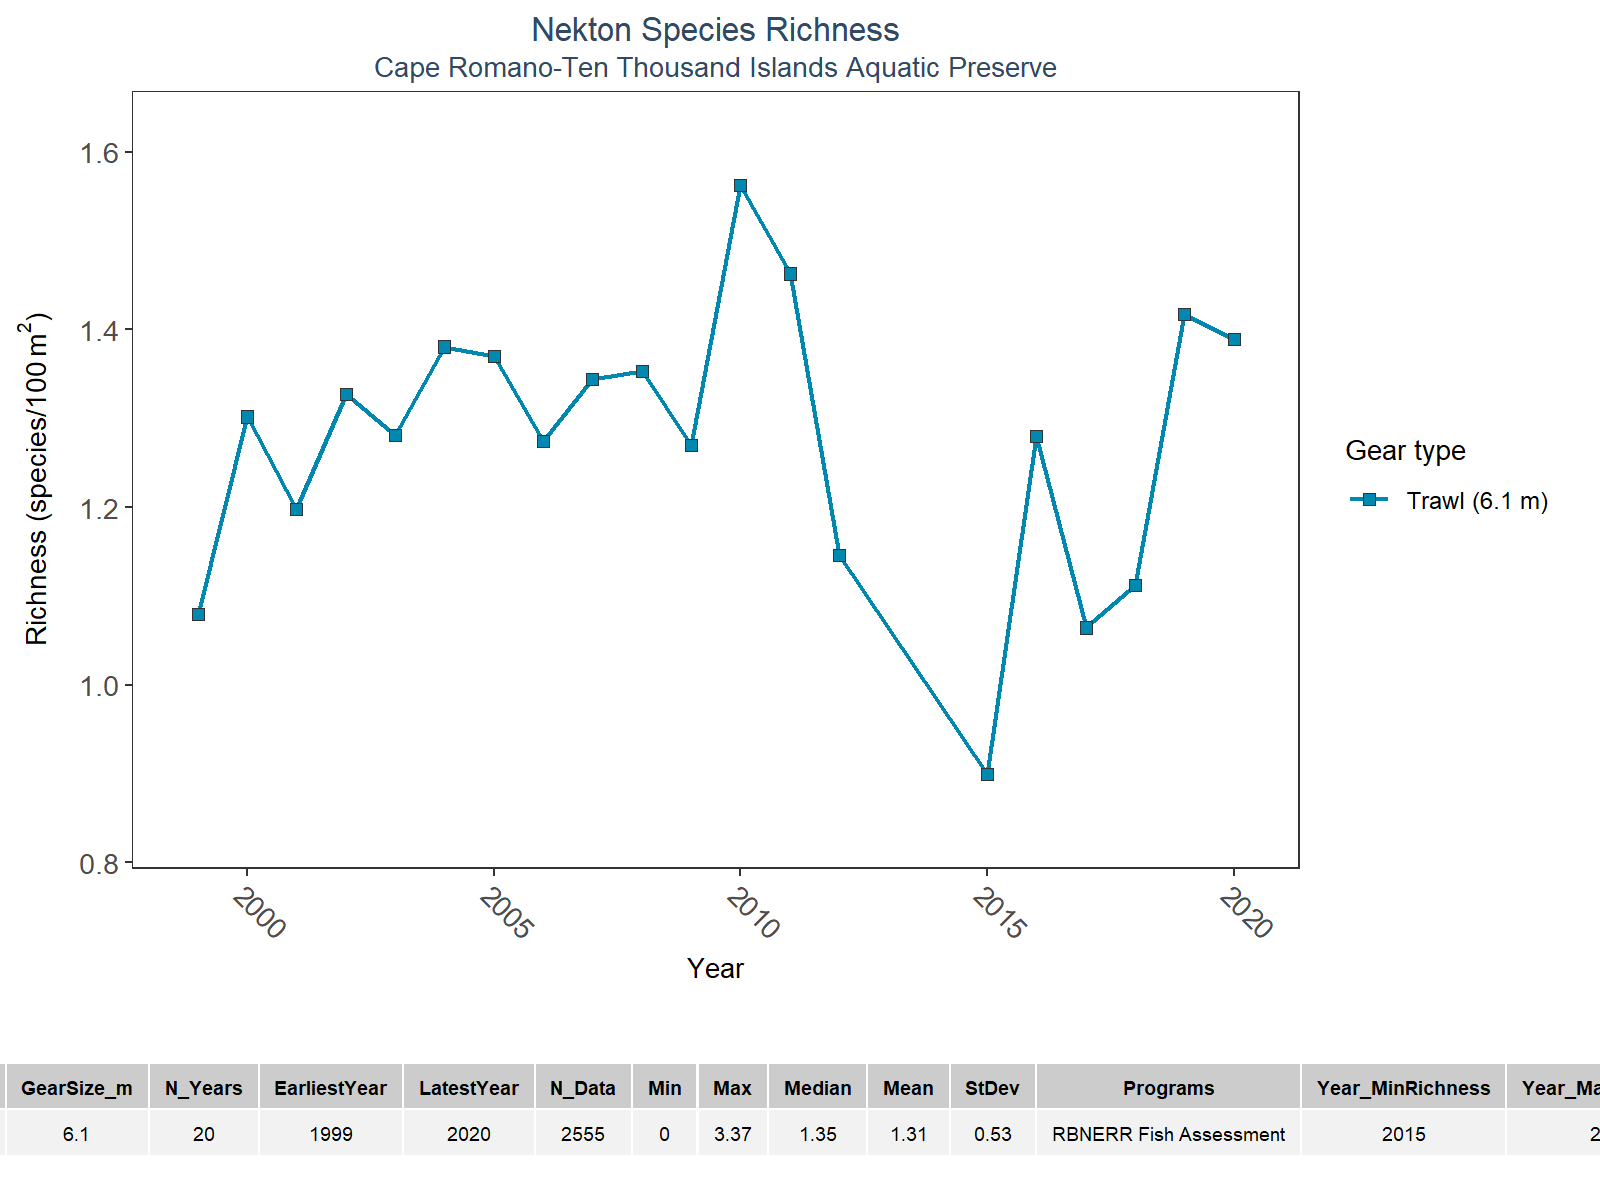 Nekton Species Richness
Cape Romano-Ten Thousand Islands Aquatic Preserve
Richness (species/100 m²)
1.6
1.4
1.2
1.0
0.8
2000 2005 2010 2015 2020
Year
Gear type
Trawl (6.1 m)
GearSize_m N_Years EarliestYear LatestYear N_Data Min Max Median Mean StDev Programs Year_MinRichness Year_Ma
6.1 20 1999 2020 2555 0 3.37 1.35 1.31 0.53 RBNERR Fish Assessment 2015 2